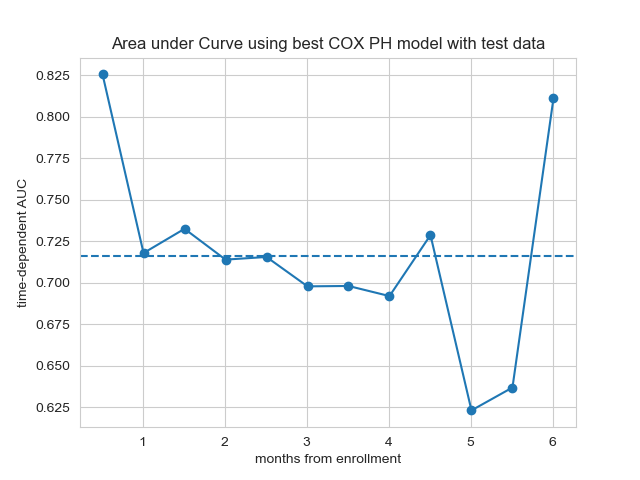 Area under Curve using best COX PH model with test data
time-dependent AUC
0.825
0.800
0.775
0.750
0.725
0.700
0.675
0.650
0.625
1 2 3 4 5 6
months from enrollment